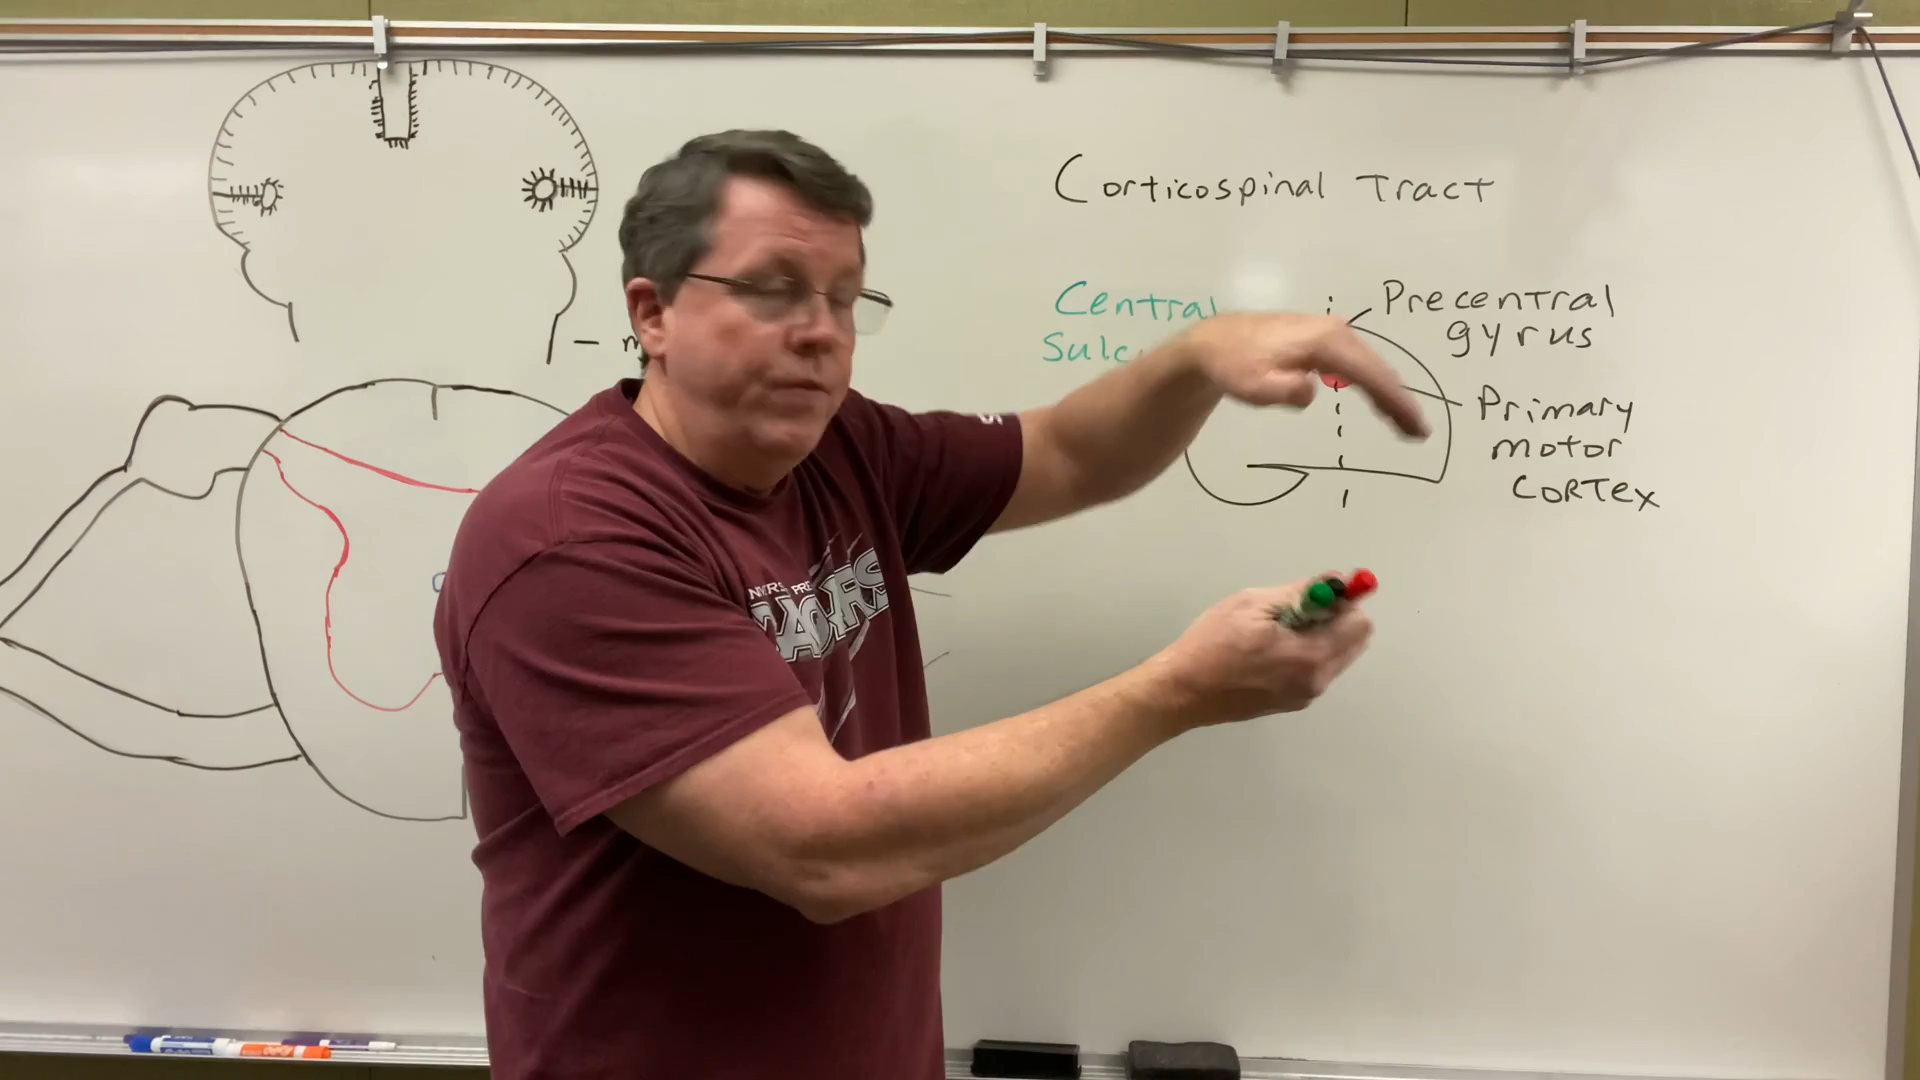 Corticospinal Tract
Central
Precentral
gyrus
Primary
motor
CORTEX